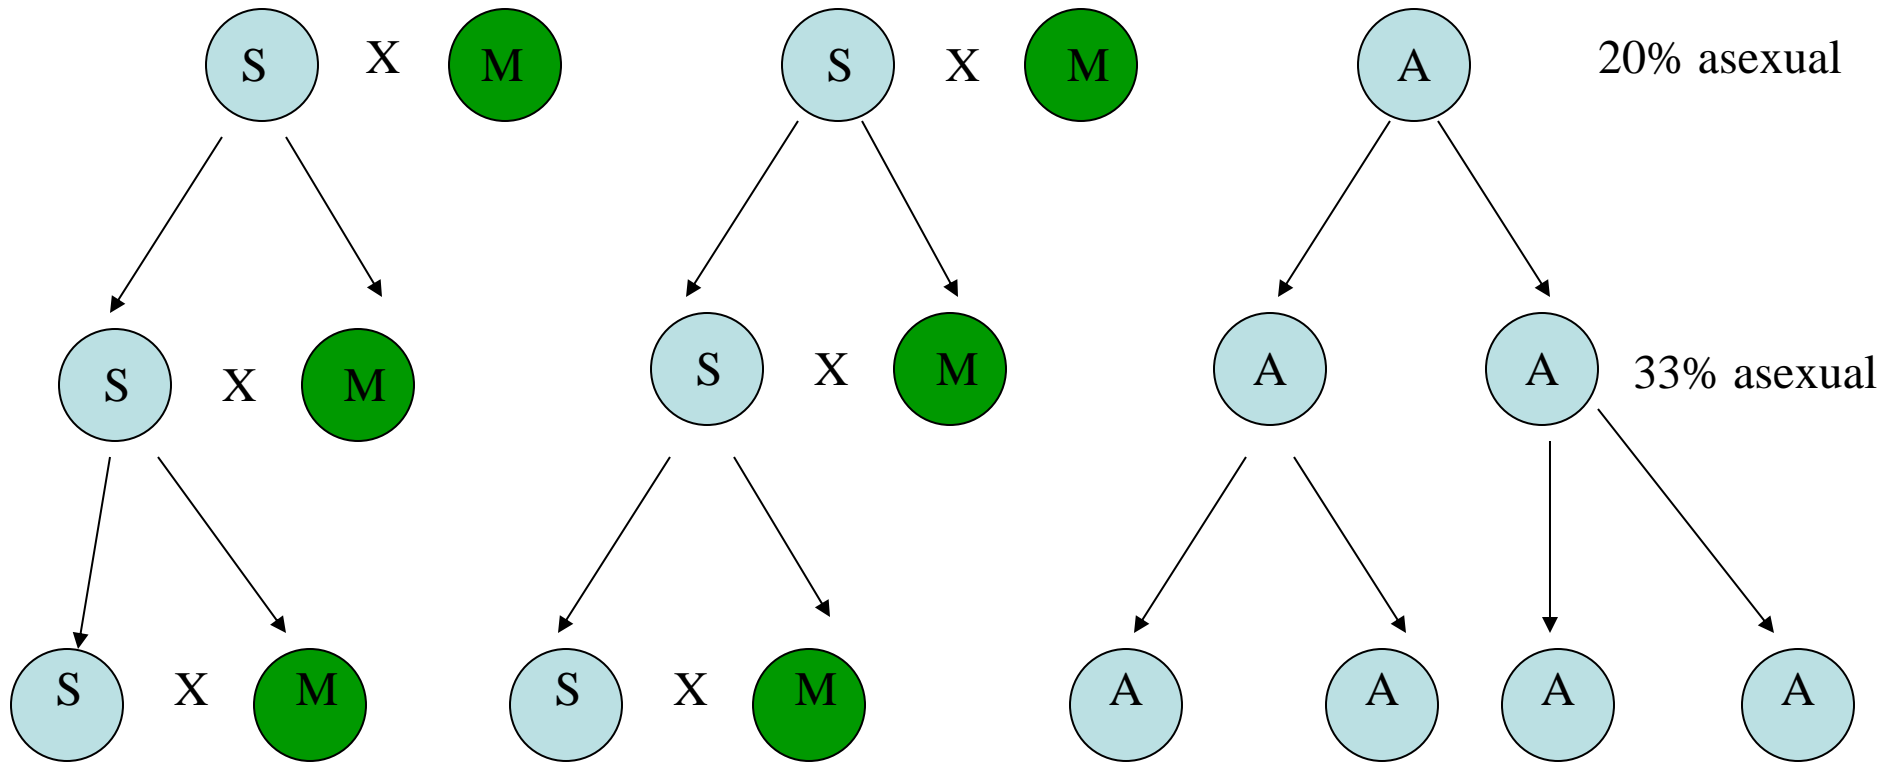 S X M S X M A 20% asexual
S X M S X M A A 33% asexual
S X M S X M A A A A